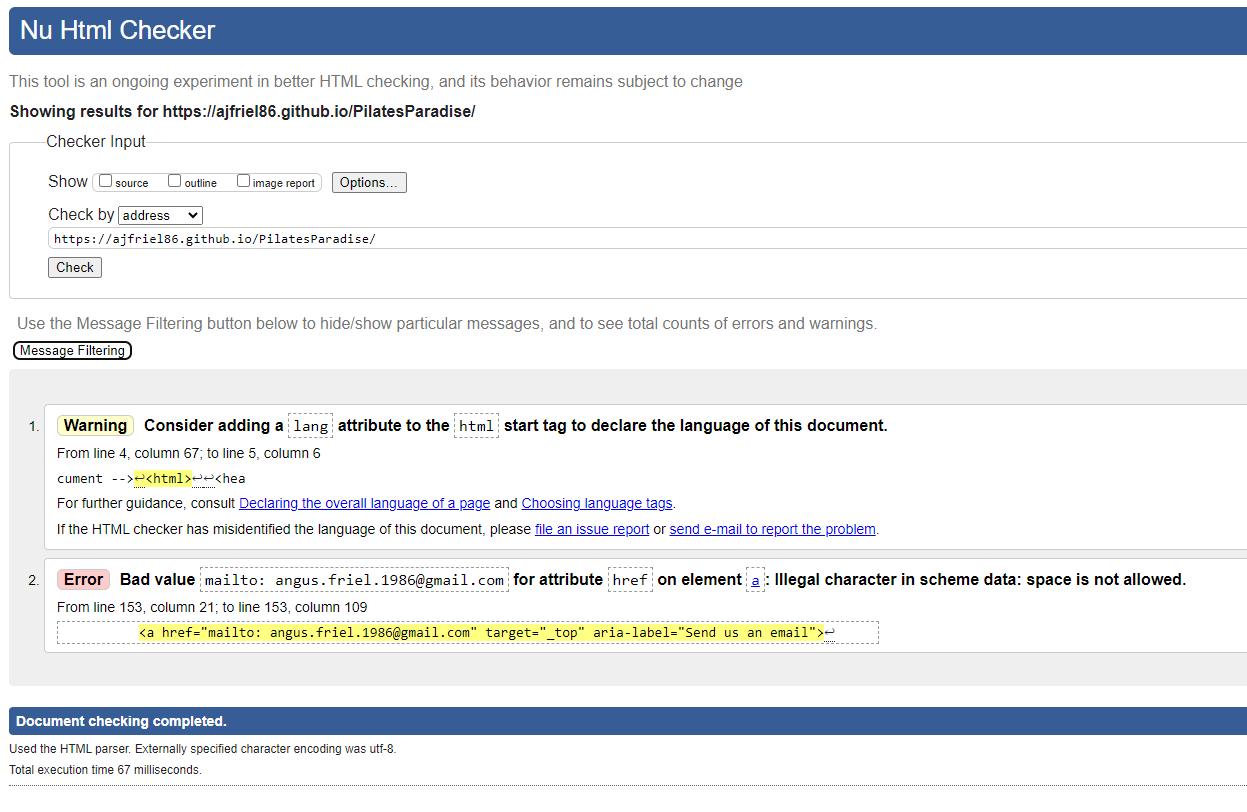 Nu Html Checker
This tool is an ongoing experiment in better HTML checking, and its behavior remains subject to change
Showing results for https://ajfriel86.github.io/PilatesParadise/
Checker Input
Show source outline image report Options...
Check by address
https://ajfriel86.github.io/PilatesParadise/
Check
Use the Message Filtering button below to hide/show particular messages, and to see total counts of errors and warnings.
Message Filtering
1. Warning Consider adding a lang attribute to the html start tag to declare the language of this document.
From line 4, column 67; to line 5, column 6
cument -->↩<html>↩↩<hea
For further guidance, consult Declaring the overall language of a page and Choosing language tags.
If the HTML checker has misidentified the language of this document, please file an issue report or send e-mail to report the problem.
2. Error Bad value mailto: angus.friel.1986@gmail.com for attribute href on element a: Illegal character in scheme data: space is not allowed.
From line 153, column 21; to line 153, column 109
<a href="mailto: angus.friel.1986@gmail.com" target="_top" aria-label="Send us an email">↩
Document checking completed.
Used the HTML parser. Externally specified character encoding was utf-8.
Total execution time 67 milliseconds.